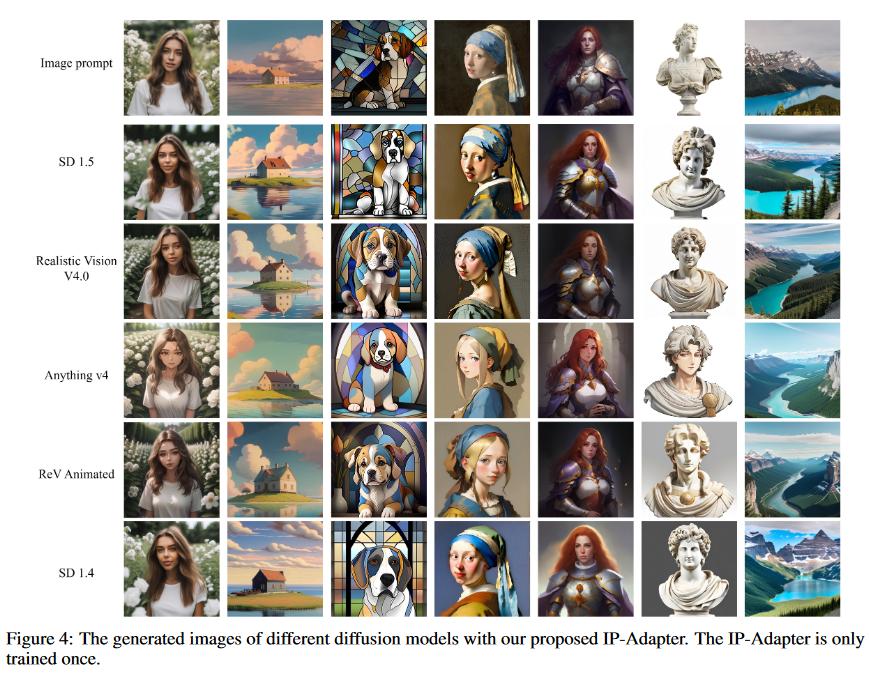 Image prompt
SD 1.5
Realistic Vision
V4.0
Anything v4
ReV Animated
SD 1.4
Figure 4: The generated images of different diffusion models with our proposed IP-Adapter. The IP-Adapter is only
trained once.